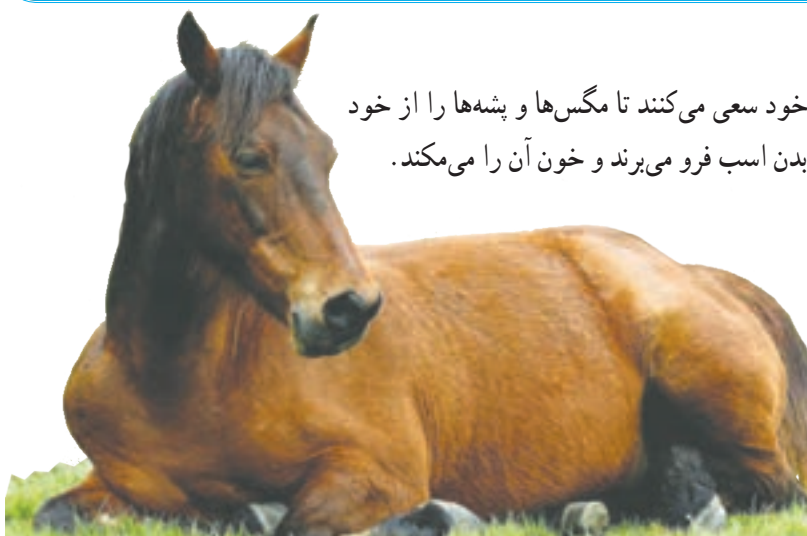 خود سعی می‌کنند تا مگس‌ها و پشه‌ها را از خود
بدن اسب فرو می‌برند و خون آن را می‌مکند.